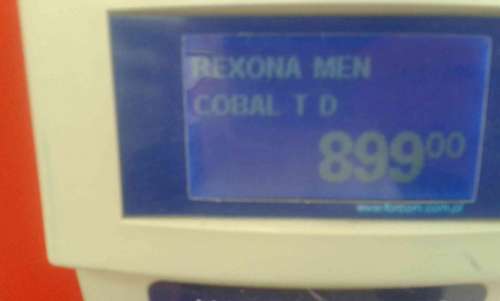 REXONA MEN
COBAL T D
89900